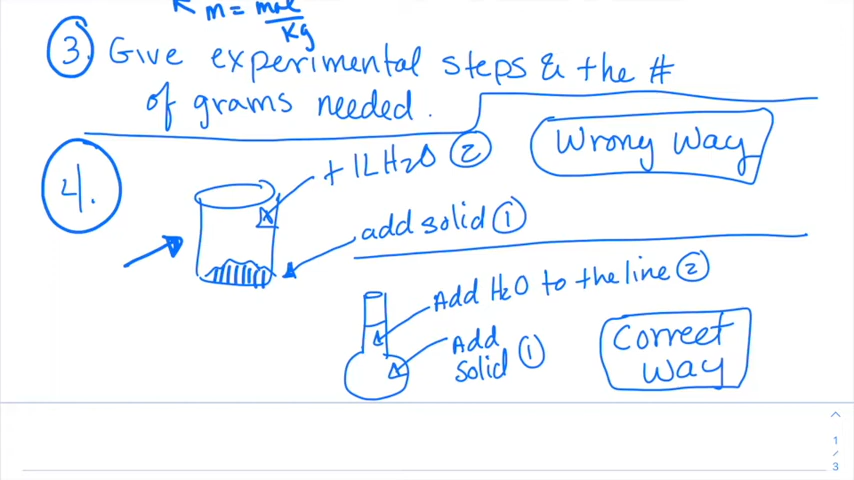 m = mol
Kg
3. Give experimental steps & the #
of grams needed.
4.
+ 1L H2O 2
Wrong Way
add solid 1
Add H2O to the line 2
Add
solid 1
Correct
way
1
/
3